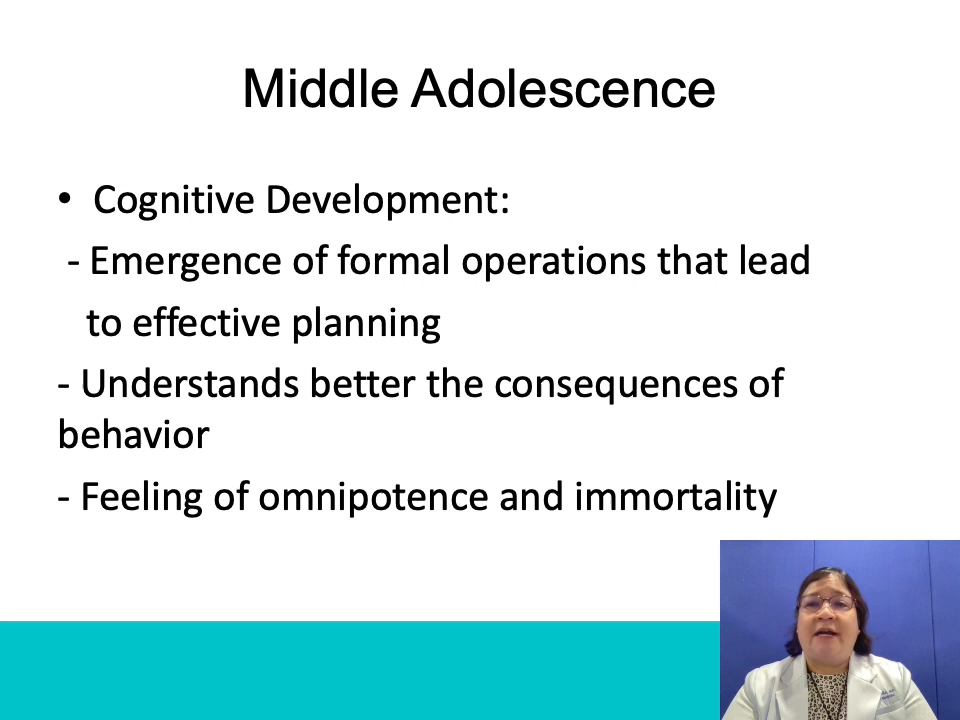 Middle Adolescence
• Cognitive Development:
- Emergence of formal operations that lead
to effective planning
- Understands better the consequences of
behavior
- Feeling of omnipotence and immortality